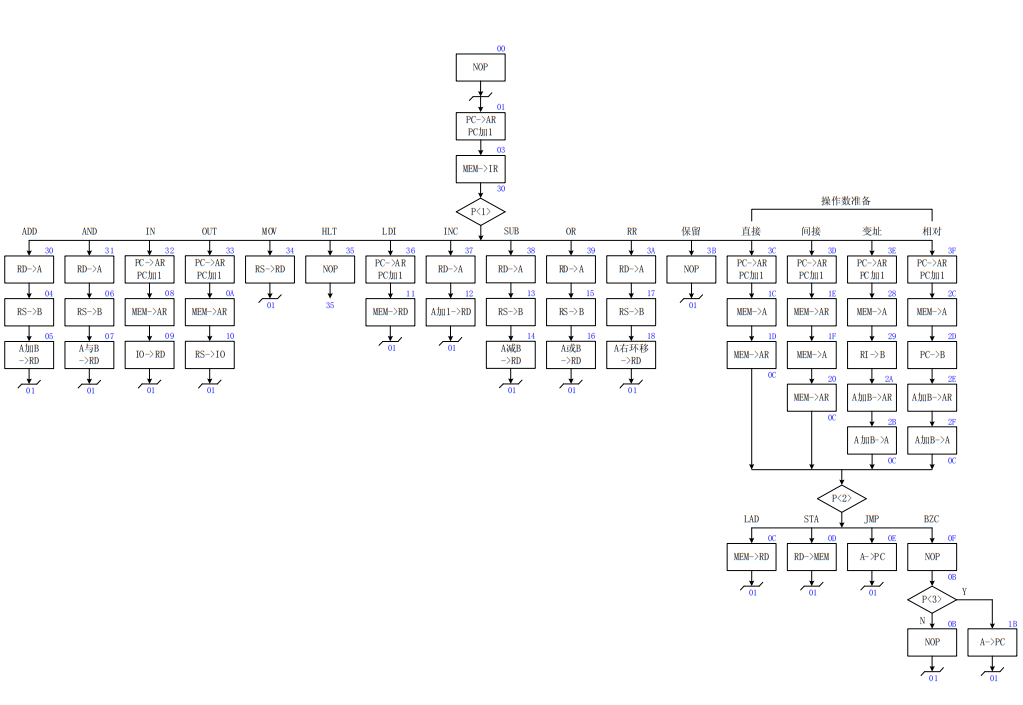 00
NOP
01
PC->AR
PC加1
03
MEM->IR
30
P<1>
操作数准备
ADD AND IN OUT MOV HLT LDI INC SUB OR RR 保留 直接 间接 变址 相对
30 31 32 33 34 35 36 37 38 39 3A 3B 3C 3D 3E 3F
RD->A RD->A PC->AR RS->RD NOP PC->AR RD->A RD->A RD->A RD->A NOP PC->AR PC->AR PC->AR PC->AR
PC加1 PC加1 PC加1 PC加1 PC加1 PC加1 PC加1
04 06 08 0A 01 35 11 12 13 15 17 01 1C 1E 28 2C
RS->B RS->B MEM->AR MEM->AR MEM->RD A加1->RD RS->B RS->B RS->B MEM->A MEM->AR MEM->A MEM->A
05 07 09 10 01 01 14 16 18 1D 1F 29 2D
A加B A与B IO->RD RS->IO A减B A或B A右环移 MEM->AR MEM->A RI->B PC->B
->RD ->RD ->RD ->RD ->RD
01 01 01 01 01 01 01 0C 20 2A 2E
MEM->AR A加B->AR A加B->AR
0C 2B 2F
A加B->A A加B->A
0C 0C
P<2>
LAD STA JMP BZC
0C 0D 0E 0F
MEM->RD RD->MEM A->PC NOP
01 01 01 0B
P<3> Y
N 0B 1B
NOP A->PC
01 01